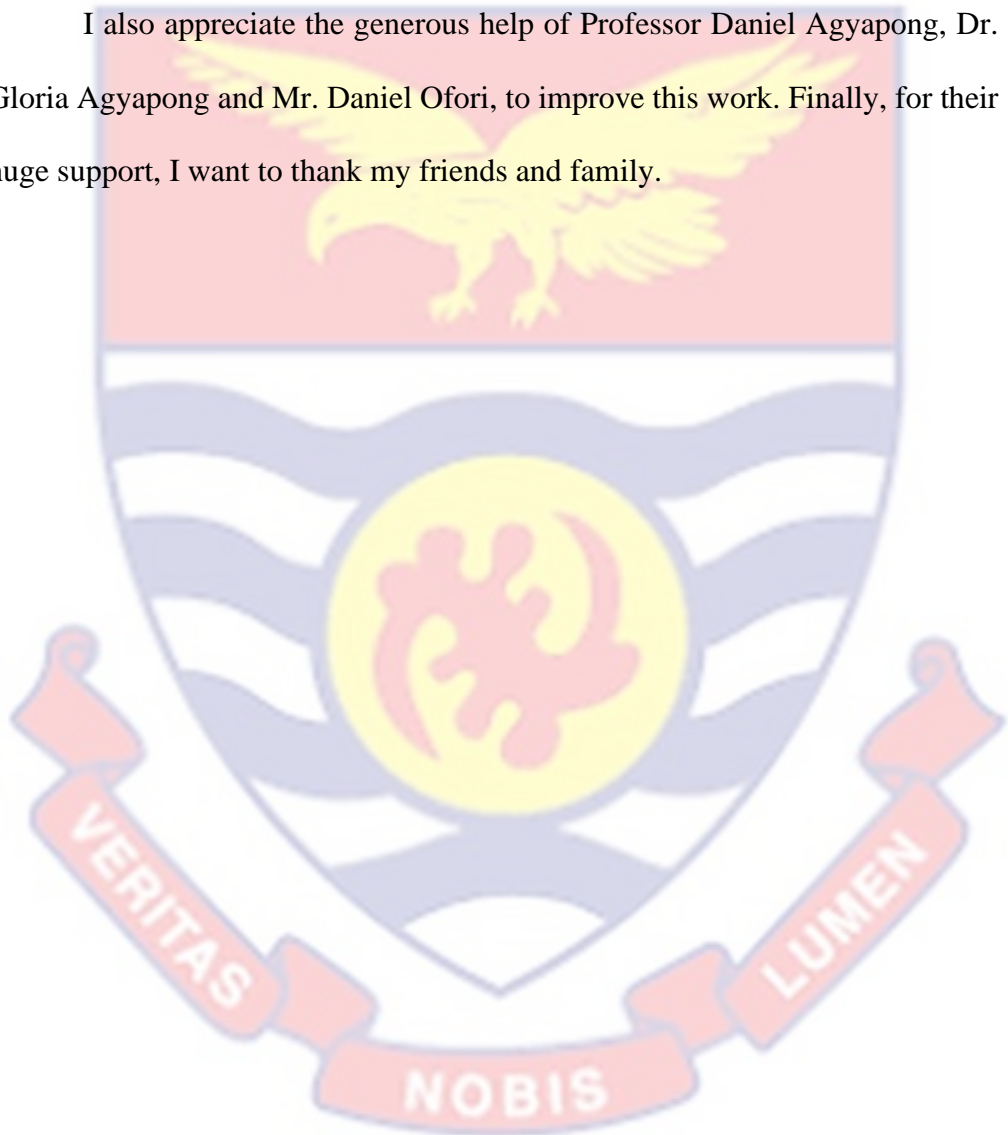 I also appreciate the generous help of Professor Daniel Agyapong, Dr.
Gloria Agyapong and Mr. Daniel Ofori, to improve this work. Finally, for their
huge support, I want to thank my friends and family.
VERITAS
NOBIS
LUMEN